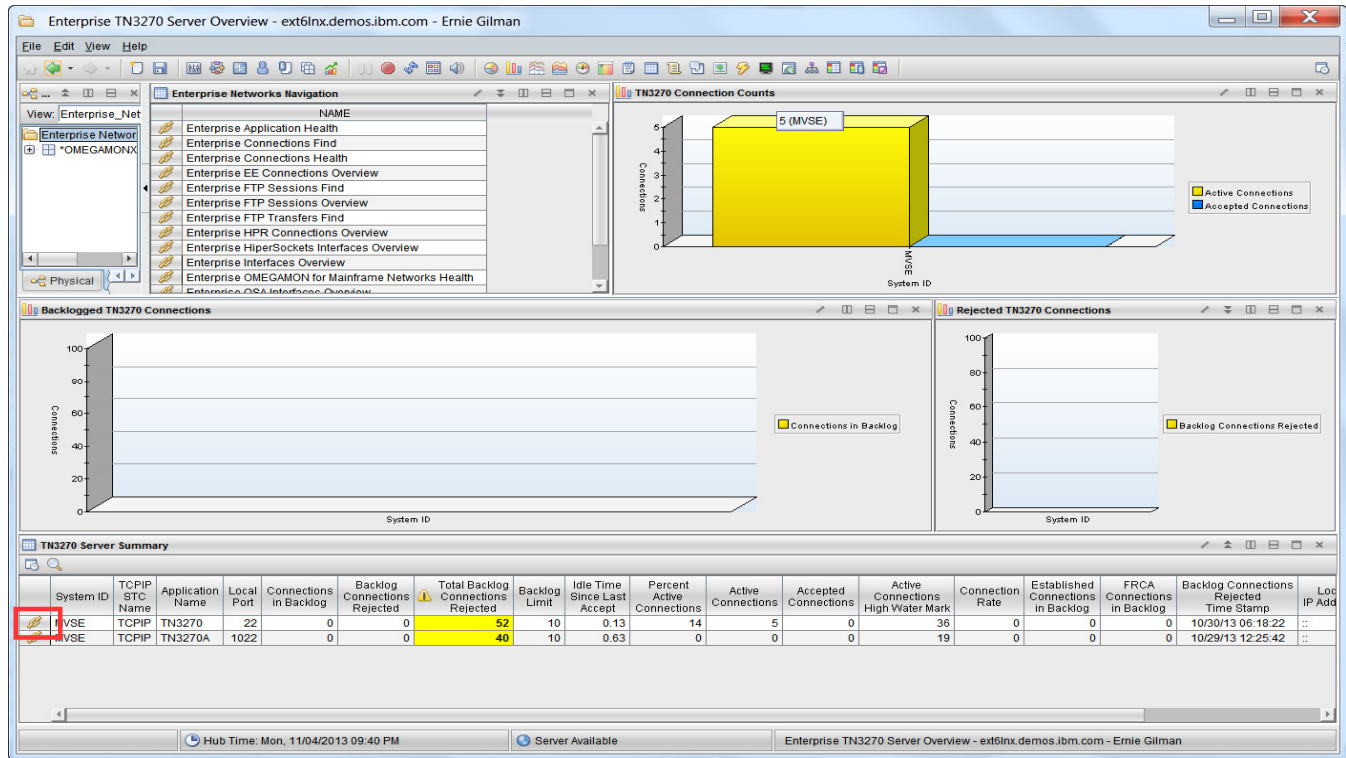 Enterprise TN3270 Server Overview - ext6lnx.demos.ibm.com - Ernie Gilman
File Edit View Help
View: Enterprise_Net
Enterprise Networ
*OMEGAMONX
Physical
Enterprise Networks Navigation
NAME
Enterprise Application Health
Enterprise Connections Find
Enterprise Connections Health
Enterprise EE Connections Overview
Enterprise FTP Sessions Find
Enterprise FTP Sessions Overview
Enterprise FTP Transfers Find
Enterprise HPR Connections Overview
Enterprise HiperSockets Interfaces Overview
Enterprise Interfaces Overview
Enterprise OMEGAMON for Mainframe Networks Health
Enterprise OSA Interfaces Overview
TN3270 Connection Counts
5 (MVSE)
5
4
3
2
1
0
Connections
MVSE
System ID
Active Connections
Accepted Connections
Backlogged TN3270 Connections
100
80
60
40
20
0
Connections
System ID
Connections in Backlog
Rejected TN3270 Connections
100
80
60
40
20
0
Connections
System ID
Backlog Connections Rejected
TN3270 Server Summary
System ID TCPIP STC Name Application Name Local Port Connections in Backlog Backlog Connections Rejected Total Backlog Connections Rejected Backlog Limit Idle Time Since Last Accept Percent Active Connections Active Connections Accepted Connections Active Connections High Water Mark Connection Rate Established Connections in Backlog FRCA Connections in Backlog Backlog Connections Rejected Time Stamp Loc IP Add
MVSE TCPIP TN3270 22 0 0 52 10 0.13 14 5 0 36 0 0 0 10/30/13 06:18:22 ::
MVSE TCPIP TN3270A 1022 0 0 40 10 0.63 0 0 0 19 0 0 0 10/29/13 12:25:42 ::
Hub Time: Mon, 11/04/2013 09:40 PM
Server Available
Enterprise TN3270 Server Overview - ext6lnx.demos.ibm.com - Ernie Gilman